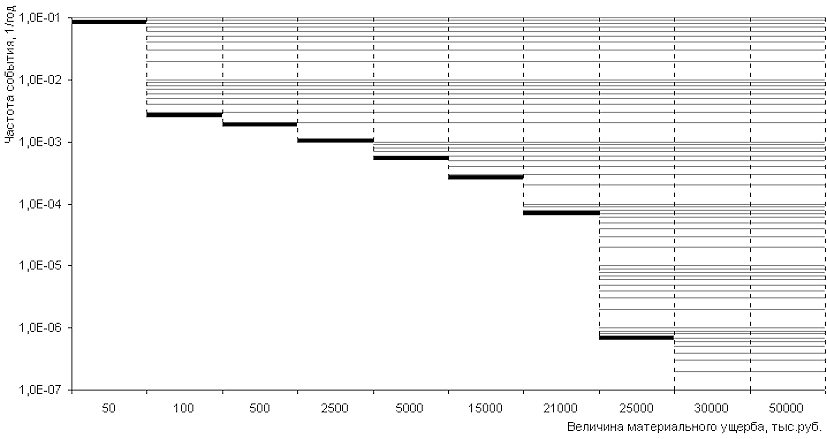 Частота события, 1/год
1,0E-01
1,0E-02
1,0E-03
1,0E-04
1,0E-05
1,0E-06
1,0E-07
50 100 500 2500 5000 15000 21000 25000 30000 50000
Величина материального ущерба, тыс.руб.